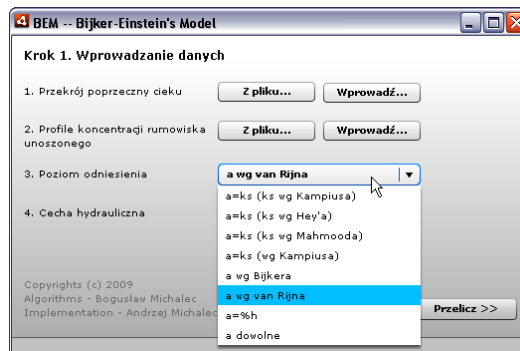 BEM -- Bijker-Einstein's Model
Krok 1. Wprowadzanie danych
1. Przekrój poprzeczny cieku
Z pliku...
Wprowadź...
2. Profile koncentracji rumowiska
unoszonego
Z pliku...
Wprowadź...
3. Poziom odniesienia
a wg van Rijna
a=ks (ks wg Kampiusa)
a=ks (ks wg Hey'a)
4. Cecha hydrauliczna
a=ks (ks wg Mahmooda)
a=ks (wg Kampiusa)
a wg Bijkera
a wg van Rijna
a=%h
a dowolne
Copyrights (c) 2009
Algorithms - Bogusław Michalec
Implementation - Andrzej Michalec
Przelicz >>